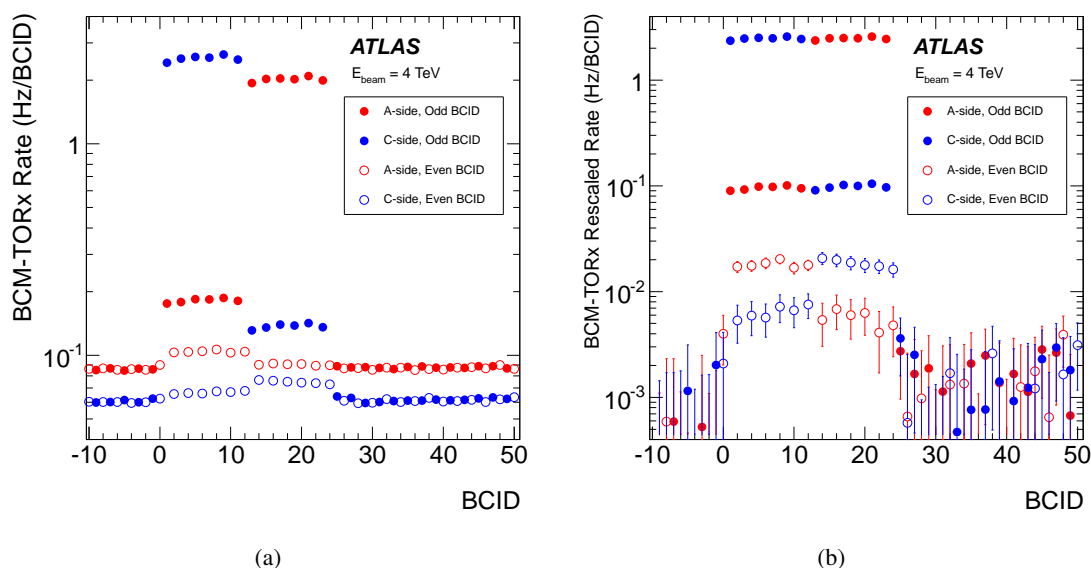 BCM-TORx Rate (Hz/BCID)
1
10⁻¹
ATLAS
E_beam = 4 TeV
A-side, Odd BCID
C-side, Odd BCID
A-side, Even BCID
C-side, Even BCID
-10 0 10 20 30 40 50
BCID
(a)
BCM-TORx Rescaled Rate (Hz/BCID)
1
10⁻¹
10⁻²
10⁻³
ATLAS
E_beam = 4 TeV
A-side, Odd BCID
C-side, Odd BCID
A-side, Even BCID
C-side, Even BCID
-10 0 10 20 30 40 50
BCID
(b)